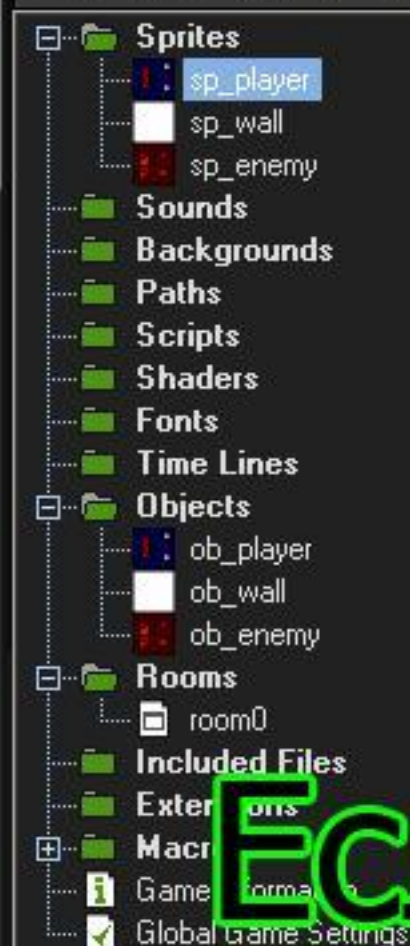 Sprites
sp_player
sp_wall
sp_enemy
Sounds
Backgrounds
Paths
Scripts
Shaders
Fonts
Time Lines
Objects
ob_player
ob_wall
ob_enemy
Rooms
room0
Included Files
Game
Global Game Settings
Ec